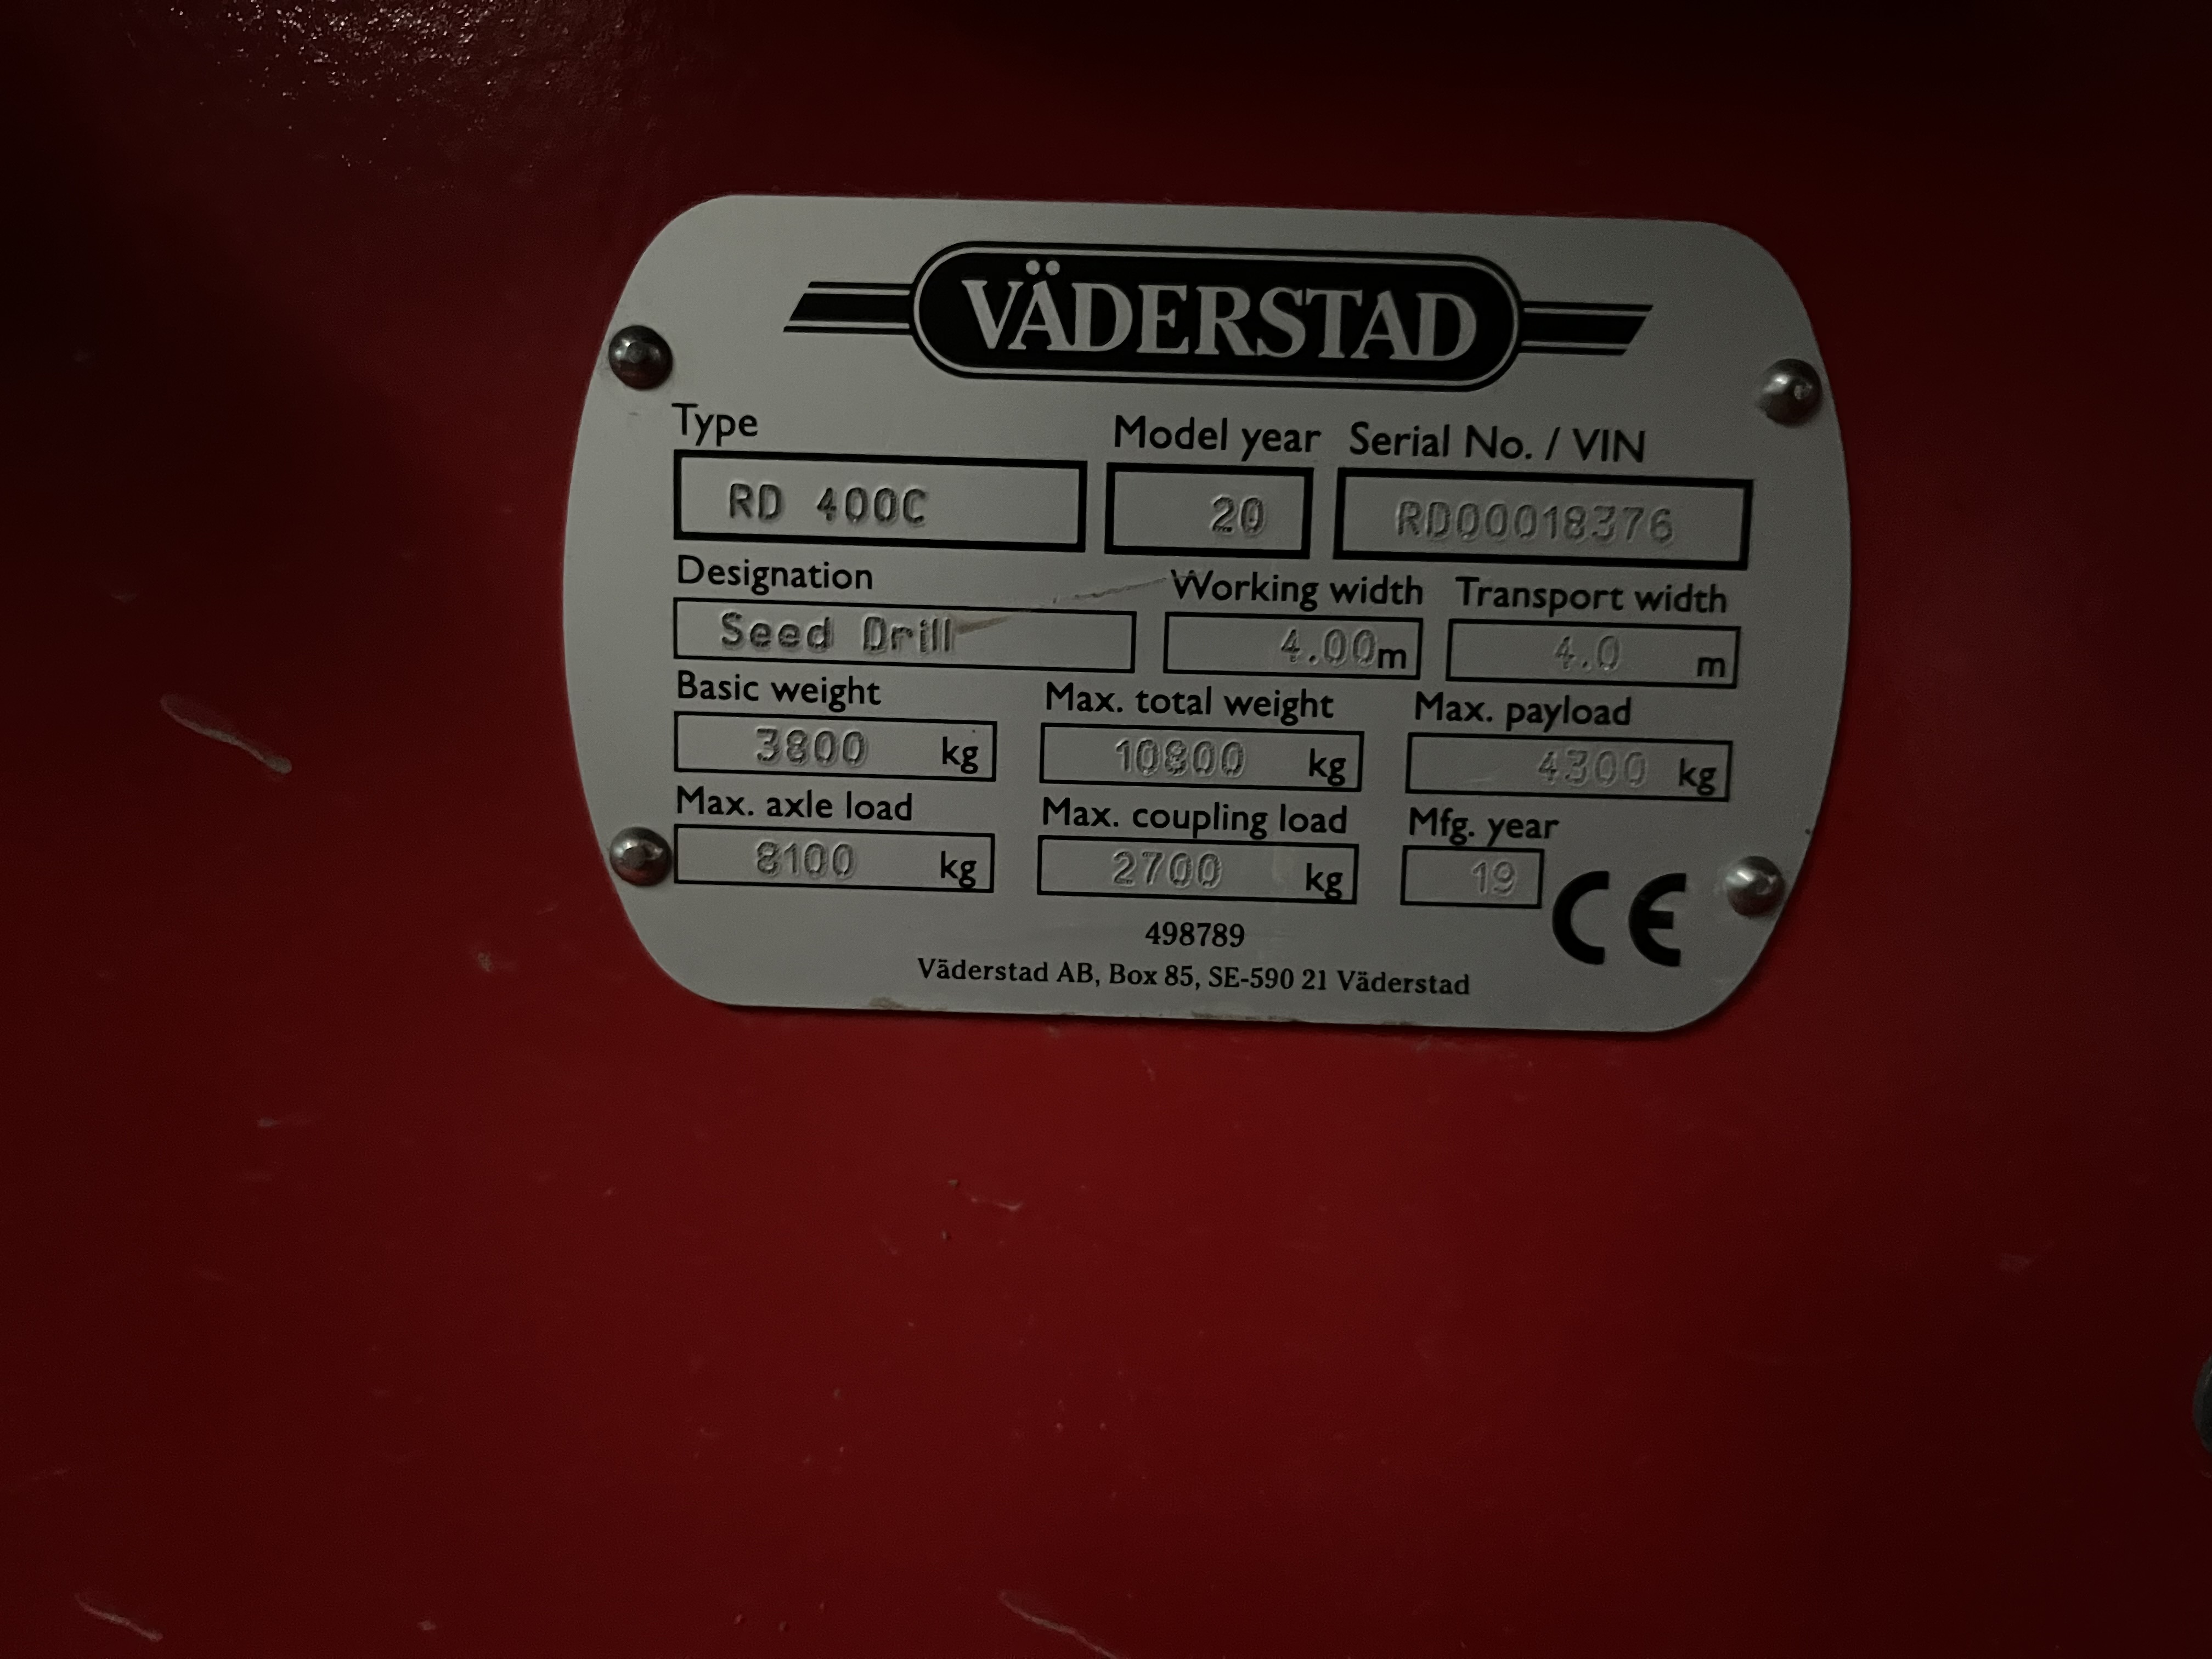 VÄDERSTAD
Type Model year Serial No. / VIN
RD 400C 20 RD00018376
Designation Working width Transport width
Seed Drill 4.00m 4.0 m
Basic weight Max. total weight Max. payload
3800 kg 10800 kg 4300 kg
Max. axle load Max. coupling load Mfg. year
8100 kg 2700 kg 19
CE
498789
Väderstad AB, Box 85, SE-590 21 Väderstad